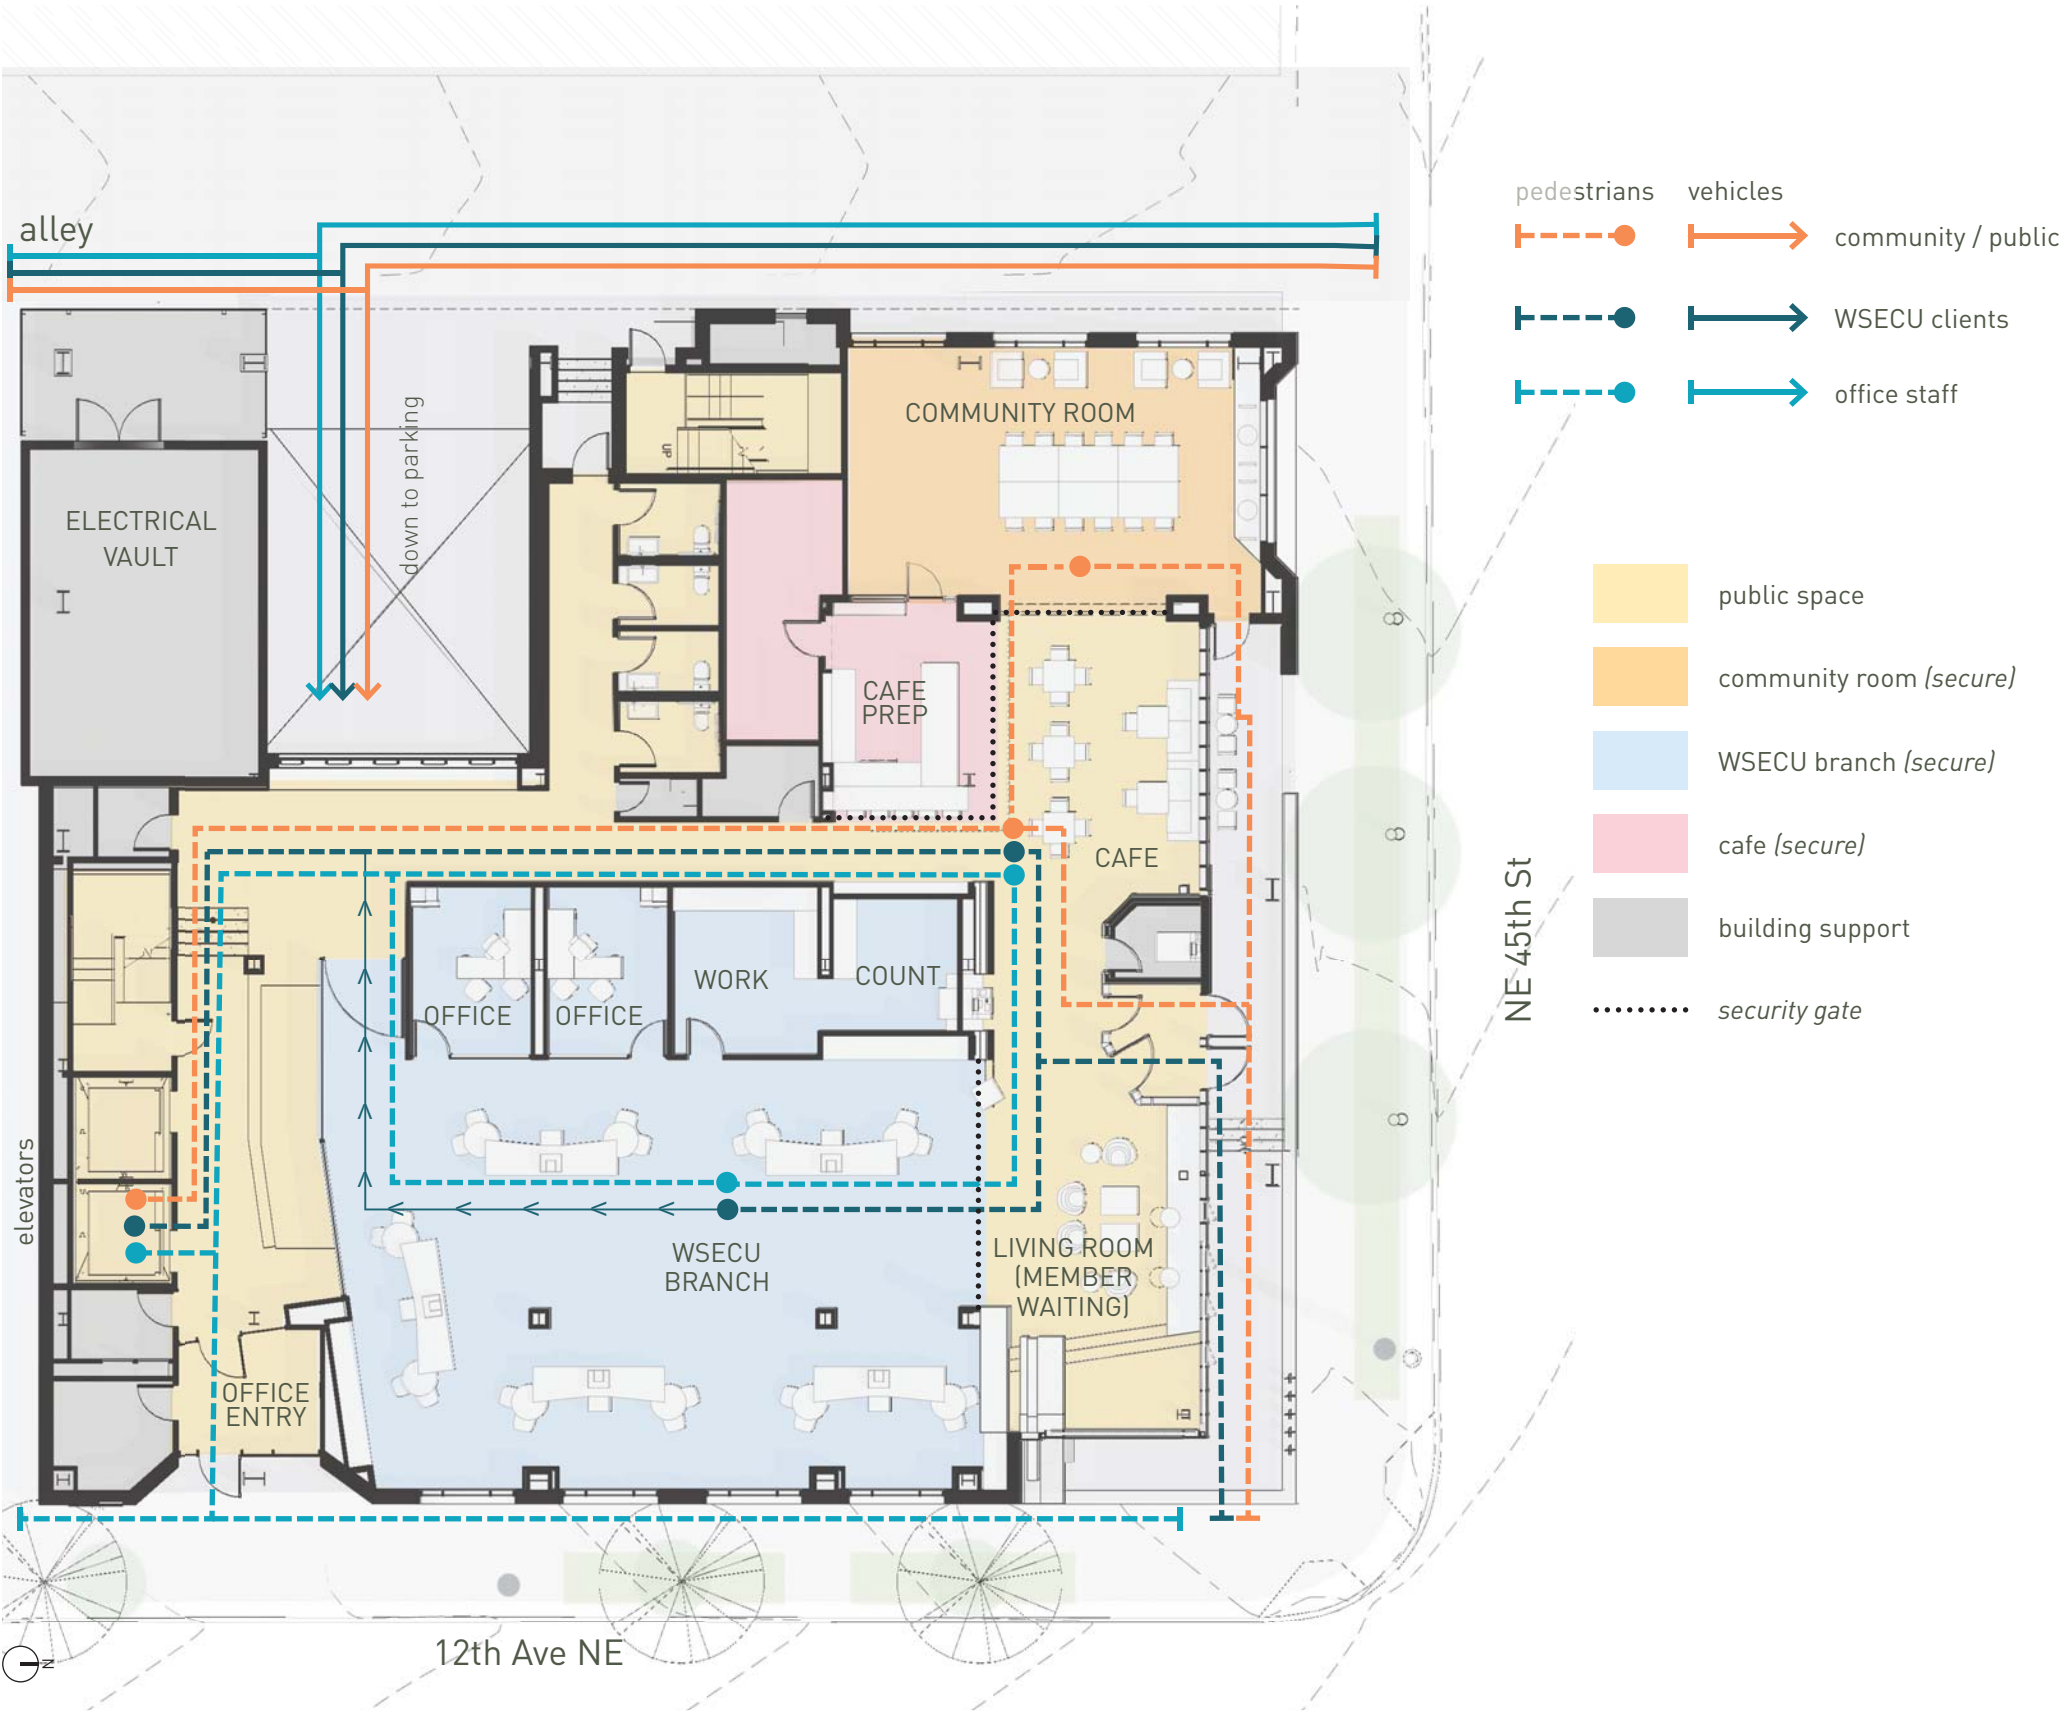 alley
down to parking
ELECTRICAL
VAULT
UP
COMMUNITY ROOM
CAFE
PREP
CAFE
OFFICE
OFFICE
WORK
COUNT
elevators
WSECU
BRANCH
LIVING ROOM
(MEMBER
WAITING)
OFFICE
ENTRY
12th Ave NE
N
NE 45th St
pedestrians
vehicles
community / public
WSECU clients
office staff
public space
community room (secure)
WSECU branch (secure)
cafe (secure)
building support
security gate